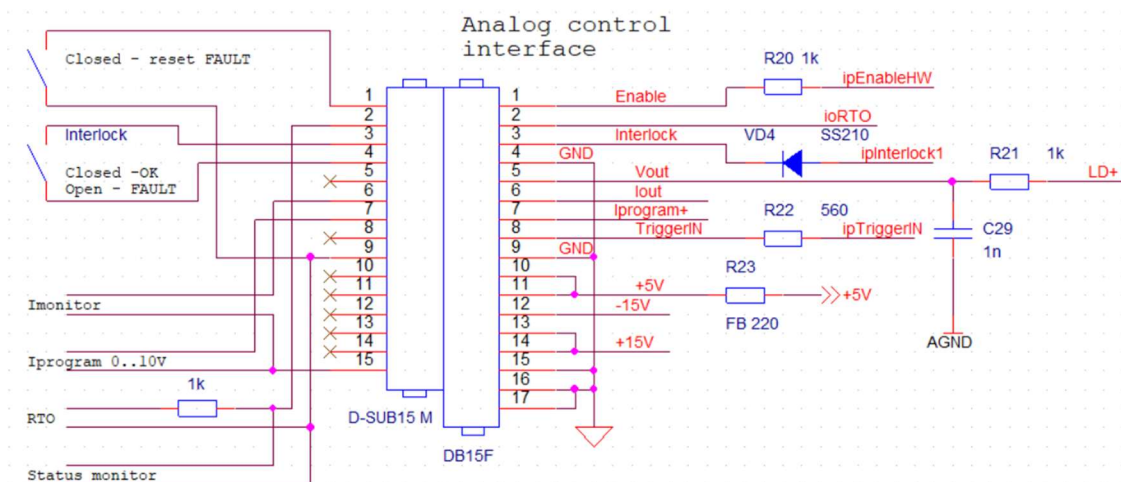 Analog control
interface
Closed - reset FAULT
Interlock
Closed -OK
Open - FAULT
Imonitor
Iprogram 0..10V
1k
RTO
Status monitor
1
2
3
4
5
6
7
8
9
10
11
12
13
14
15
D-SUB15 M
1
2
3
4
5
6
7
8
9
10
11
12
13
14
15
16
17
DB15F
Enable
R20 1k
ipEnableHW
ioRTO
Interlock
VD4 SS210
ipInterlock1
GND
Vout
R21 1k
LD+
Iout
Iprogram+
TriggerIN
R22 560
ipTriggerIN
C29
1n
GND
R23
+5V
+5V
FB 220
-15V
+15V
AGND